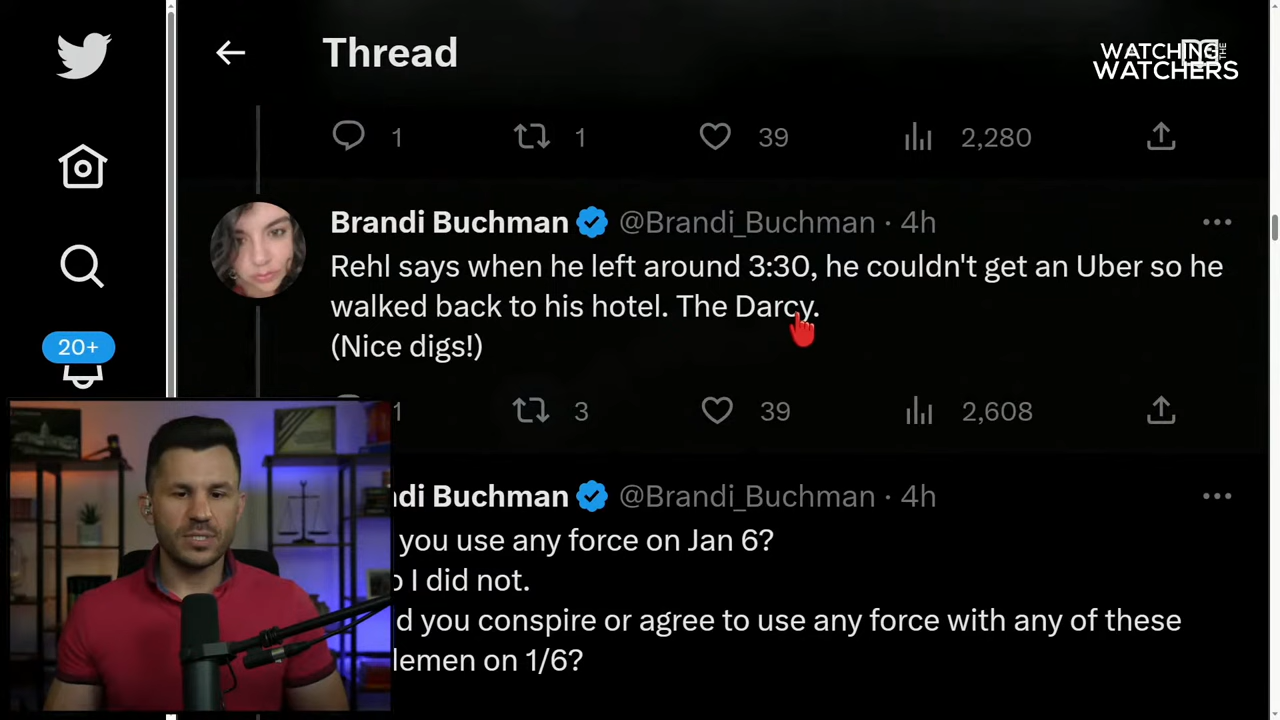 Thread
WATCHING THE
WATCHERS
1 1 39 2,280
Brandi Buchman @Brandi_Buchman · 4h
Rehl says when he left around 3:30, he couldn't get an Uber so he
walked back to his hotel. The Darcy.
(Nice digs!)
20+
1 3 39 2,608
di Buchman @Brandi_Buchman · 4h
you use any force on Jan 6?
o I did not.
d you conspire or agree to use any force with any of these
lemen on 1/6?